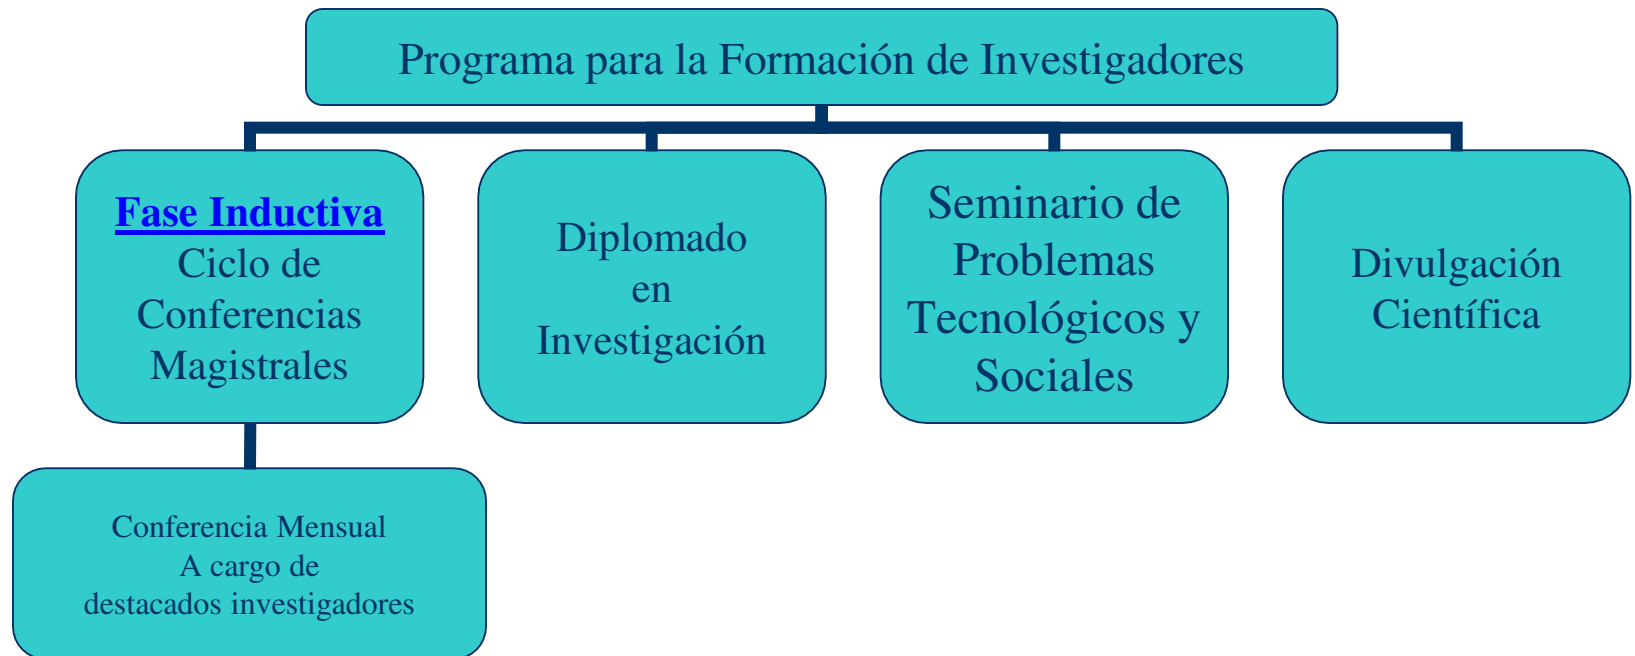 Programa para la Formación de Investigadores
Fase Inductiva
Ciclo de
Conferencias
Magistrales
Diplomado
en
Investigación
Seminario de
Problemas
Tecnológicos y
Sociales
Divulgación
Científica
Conferencia Mensual
A cargo de
destacados investigadores